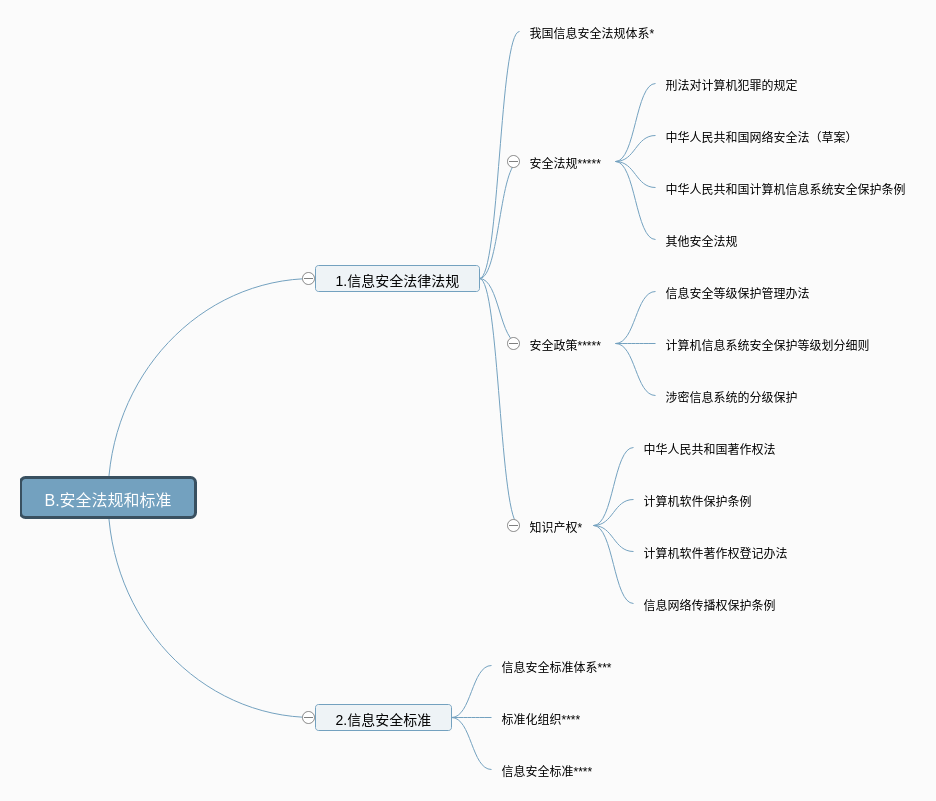 B.安全法规和标准
1.信息安全法律法规
我国信息安全法规体系*
安全法规*****
刑法对计算机犯罪的规定
中华人民共和国网络安全法（草案）
中华人民共和国计算机信息系统安全保护条例
其他安全法规
安全政策*****
信息安全等级保护管理办法
计算机信息系统安全保护等级划分细则
涉密信息系统的分级保护
知识产权*
中华人民共和国著作权法
计算机软件保护条例
计算机软件著作权登记办法
信息网络传播权保护条例
2.信息安全标准
信息安全标准体系***
标准化组织****
信息安全标准****